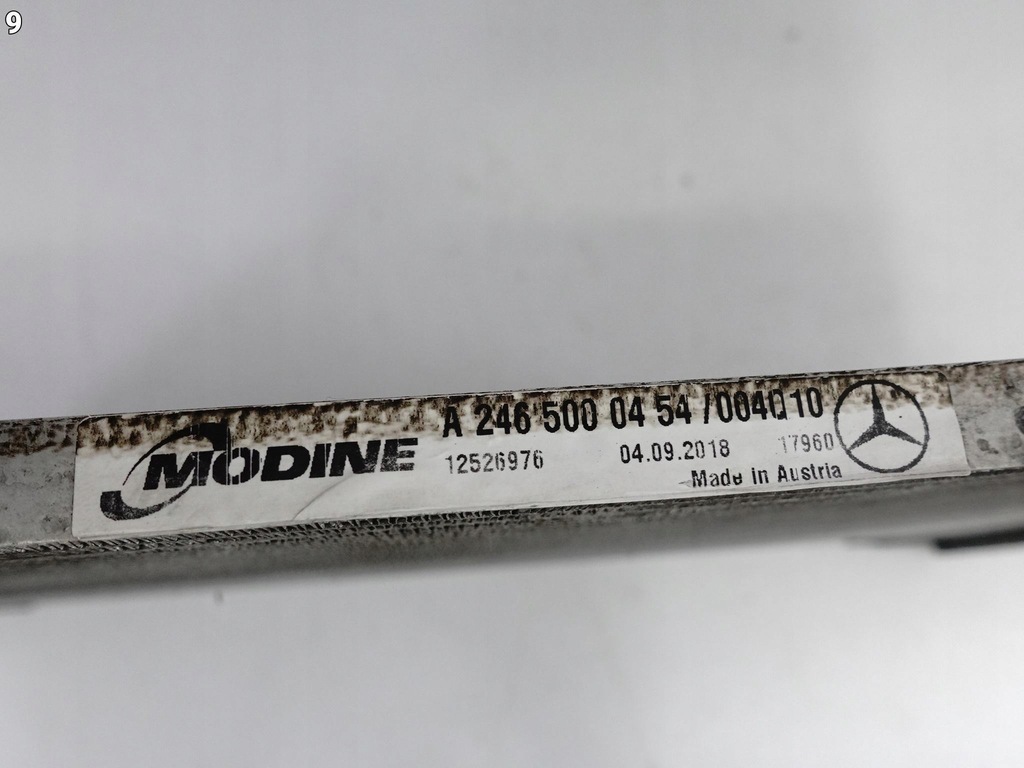 9
MODINE
A 246 500 04 54 /004Q10
12526976 04.09.2018 17960
Made in Austria